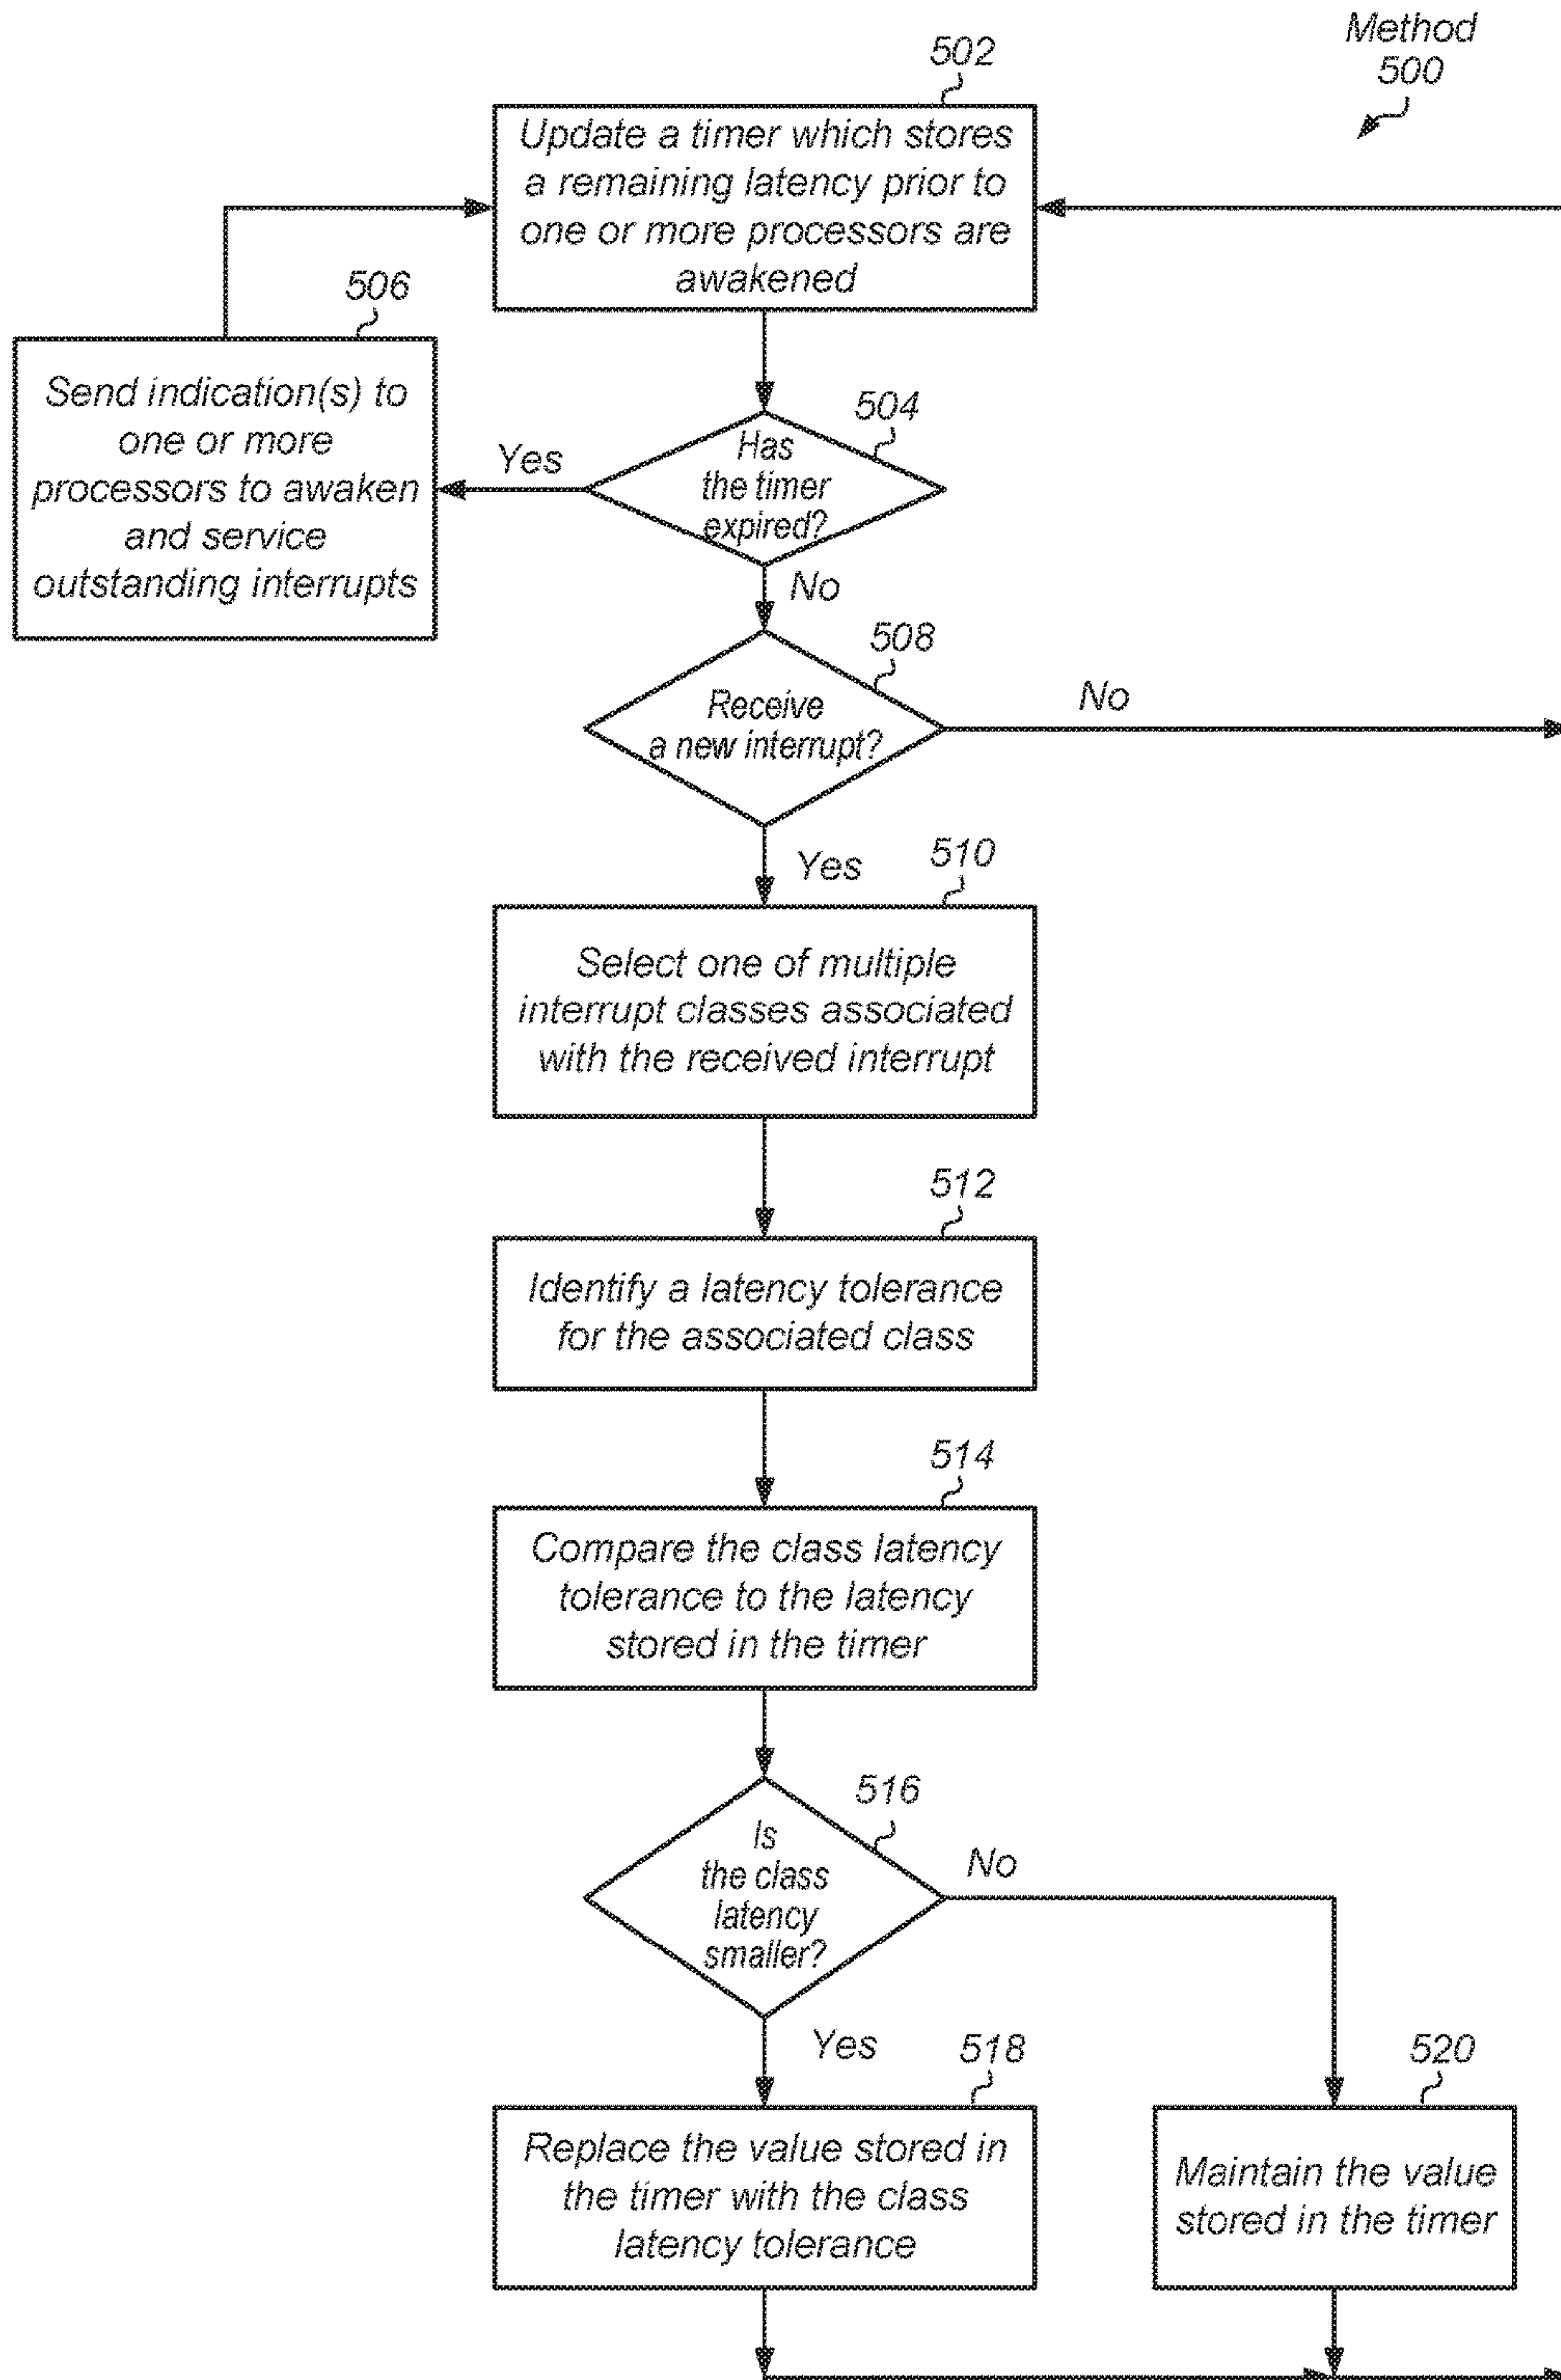 Method
500
502
Update a timer which stores
a remaining latency prior to
one or more processors are
awakened
506
Send indication(s) to
one or more
processors to awaken
and service
outstanding interrupts
504
Has
the timer
expired?
Yes
No
508
Receive
a new interrupt?
No
Yes
510
Select one of multiple
interrupt classes associated
with the received interrupt
512
Identify a latency tolerance
for the associated class
514
Compare the class latency
tolerance to the latency
stored in the timer
516
Is
the class
latency
smaller?
No
Yes
518
Replace the value stored in
the timer with the class
latency tolerance
520
Maintain the value
stored in the timer